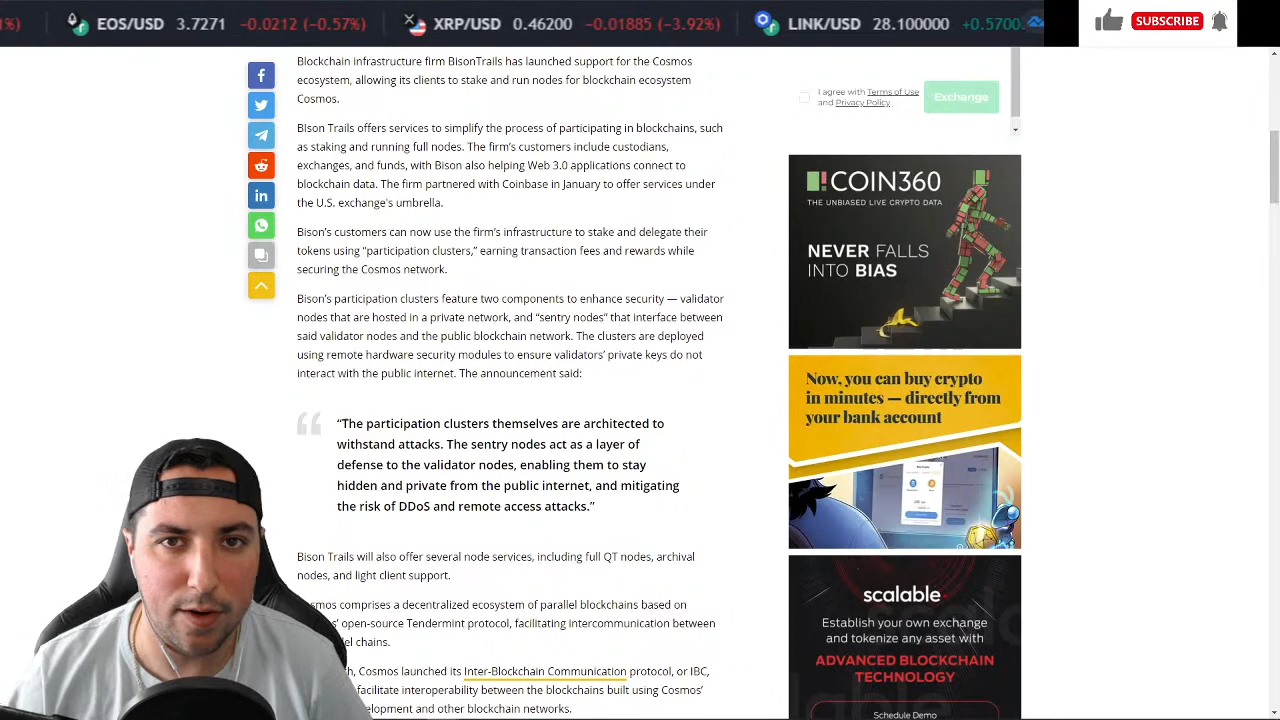 1%)
EOS/USD 3.7271 -0.0212 (-0.57%)
XRP/USD 0.46200 -0.01885 (-3.92%)
LINK/USD 28.100000 +0.5700
SUBSCRIBE
Blockchain infrastructure firm BisonTrails has launched support for the Cosmos
ecosystem, allowing its clients to stake and run nodes for blockchain ecosystem
Cosmos.
Bison Trails offers services to simplify the process of participating in blockchains, such
as staking and running full nodes. The firm's customers include custodians,
exchanges, and funds, with Bison also helping Web 3.0 applications connect to
blockchain data. The firm partnered with Coinbase in January to offer services under
the U.S. exchange's umbrella.
Bison's customers can now use the firm's infrastructure to stake and delegate their
tokens using “participation clusters,” earning transaction fees and rewards while
securing the Cosmos network.
Bison's participation clusters feature two components to enhance security — validator
nodes that are hosted in a private network, and “sentry nodes” that interface between
said validator nodes and the public blockchain network. The clusters are deployed
using remote hardware security modules to ensure validators' private keys do not
interact with the public internet. The announcement said:
“The participation clusters themselves are architected to
withstand attacks. The sentry nodes act as a layer of
defense to the validator nodes, enabling them to stay
hidden and private from the public internet, and mitigating
the risk of DDoS and remote access attacks.”
Trails will also offer several node services, including full QT nodes, archival
nodes, and light client support.
comprises a decentralized ecosystem of parallel blockchains based on
open-source Tendermint protocol, facilitating intercommunication between
chains.
Cosmos launched its Inter-Blockchain Communication protocol, or IBC,
interoperability between the blockchains built using Cosmos'
development and other blockchain networks.
I agree with Terms of Use
and Privacy Policy
Exchange
COIN360
THE UNBIASED LIVE CRYPTO DATA
NEVER FALLS
INTO BIAS
Now, you can buy crypto
in minutes — directly from
your bank account
scalable
Establish your own exchange
and tokenize any asset with
ADVANCED BLOCKCHAIN
TECHNOLOGY
Schedule Demo